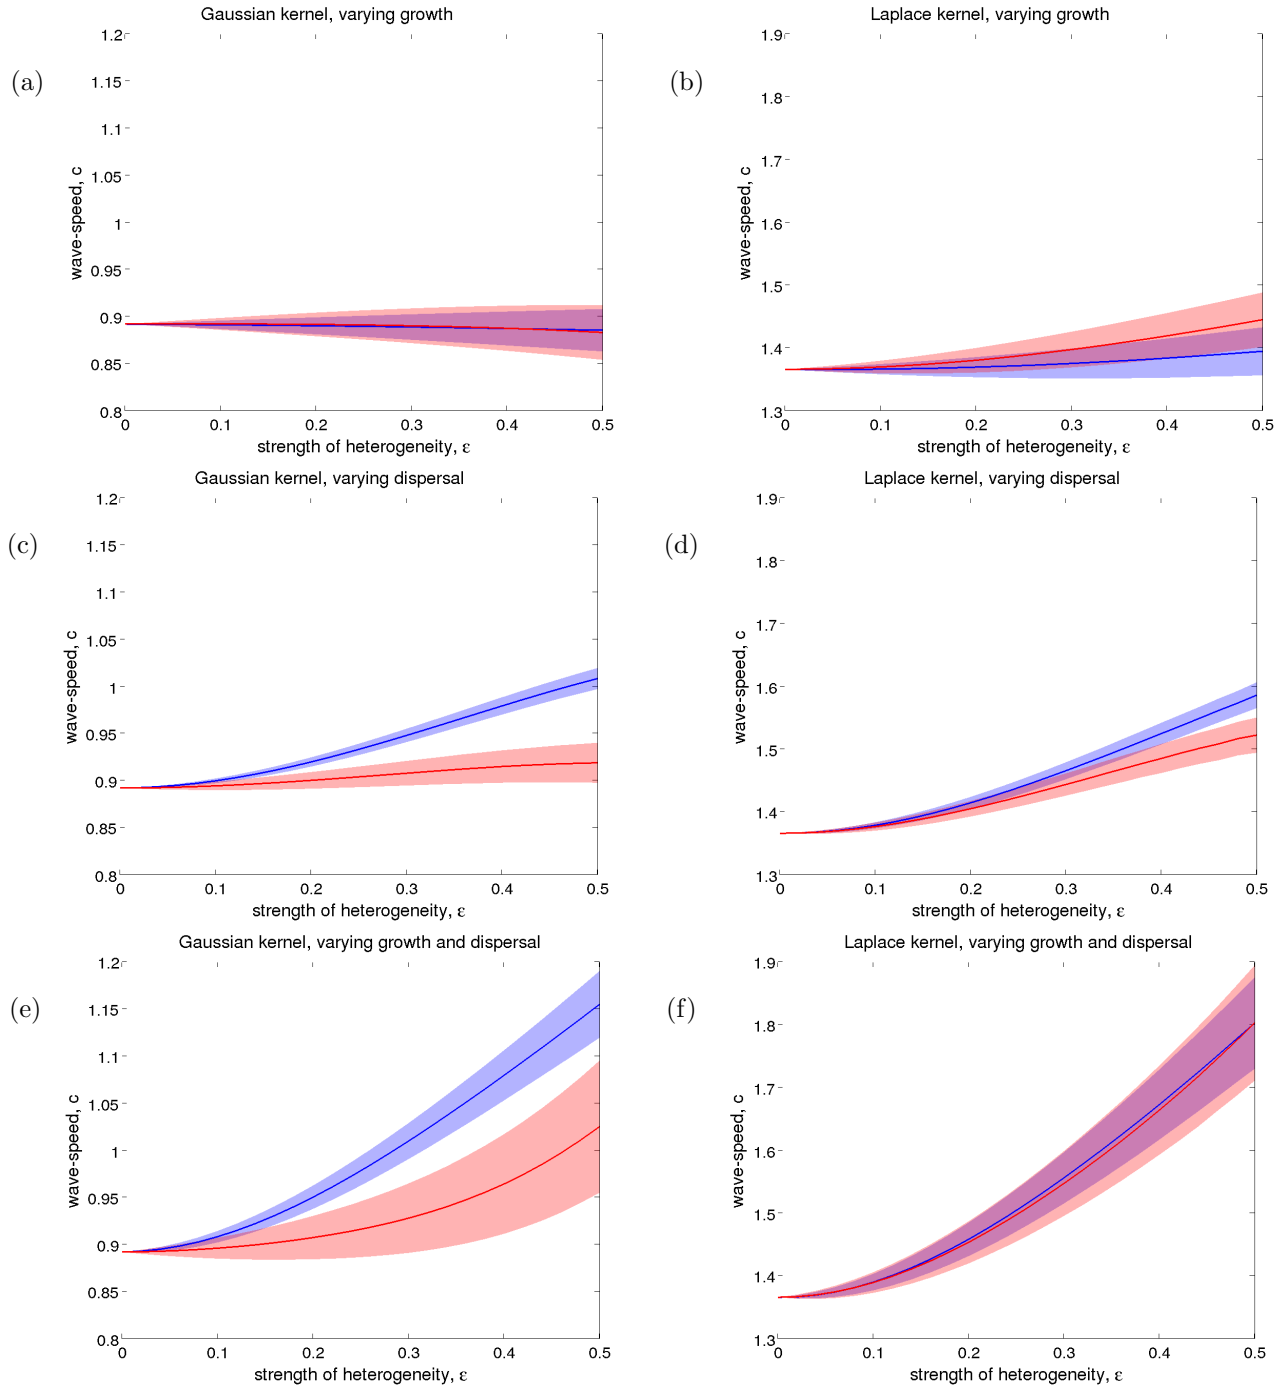 (a)
Gaussian kernel, varying growth
wave-speed, c
1.2
1.15
1.1
1.05
1
0.95
0.9
0.85
0.8
0 0.1 0.2 0.3 0.4 0.5
strength of heterogeneity, ε
(b)
Laplace kernel, varying growth
wave-speed, c
1.9
1.8
1.7
1.6
1.5
1.4
1.3
0 0.1 0.2 0.3 0.4 0.5
strength of heterogeneity, ε
(c)
Gaussian kernel, varying dispersal
wave-speed, c
1.2
1.15
1.1
1.05
1
0.95
0.9
0.85
0.8
0 0.1 0.2 0.3 0.4 0.5
strength of heterogeneity, ε
(d)
Laplace kernel, varying dispersal
wave-speed, c
1.9
1.8
1.7
1.6
1.5
1.4
1.3
0 0.1 0.2 0.3 0.4 0.5
strength of heterogeneity, ε
(e)
Gaussian kernel, varying growth and dispersal
wave-speed, c
1.2
1.15
1.1
1.05
1
0.95
0.9
0.85
0.8
0 0.1 0.2 0.3 0.4 0.5
strength of heterogeneity, ε
(f)
Laplace kernel, varying growth and dispersal
wave-speed, c
1.9
1.8
1.7
1.6
1.5
1.4
1.3
0 0.1 0.2 0.3 0.4 0.5
strength of heterogeneity, ε